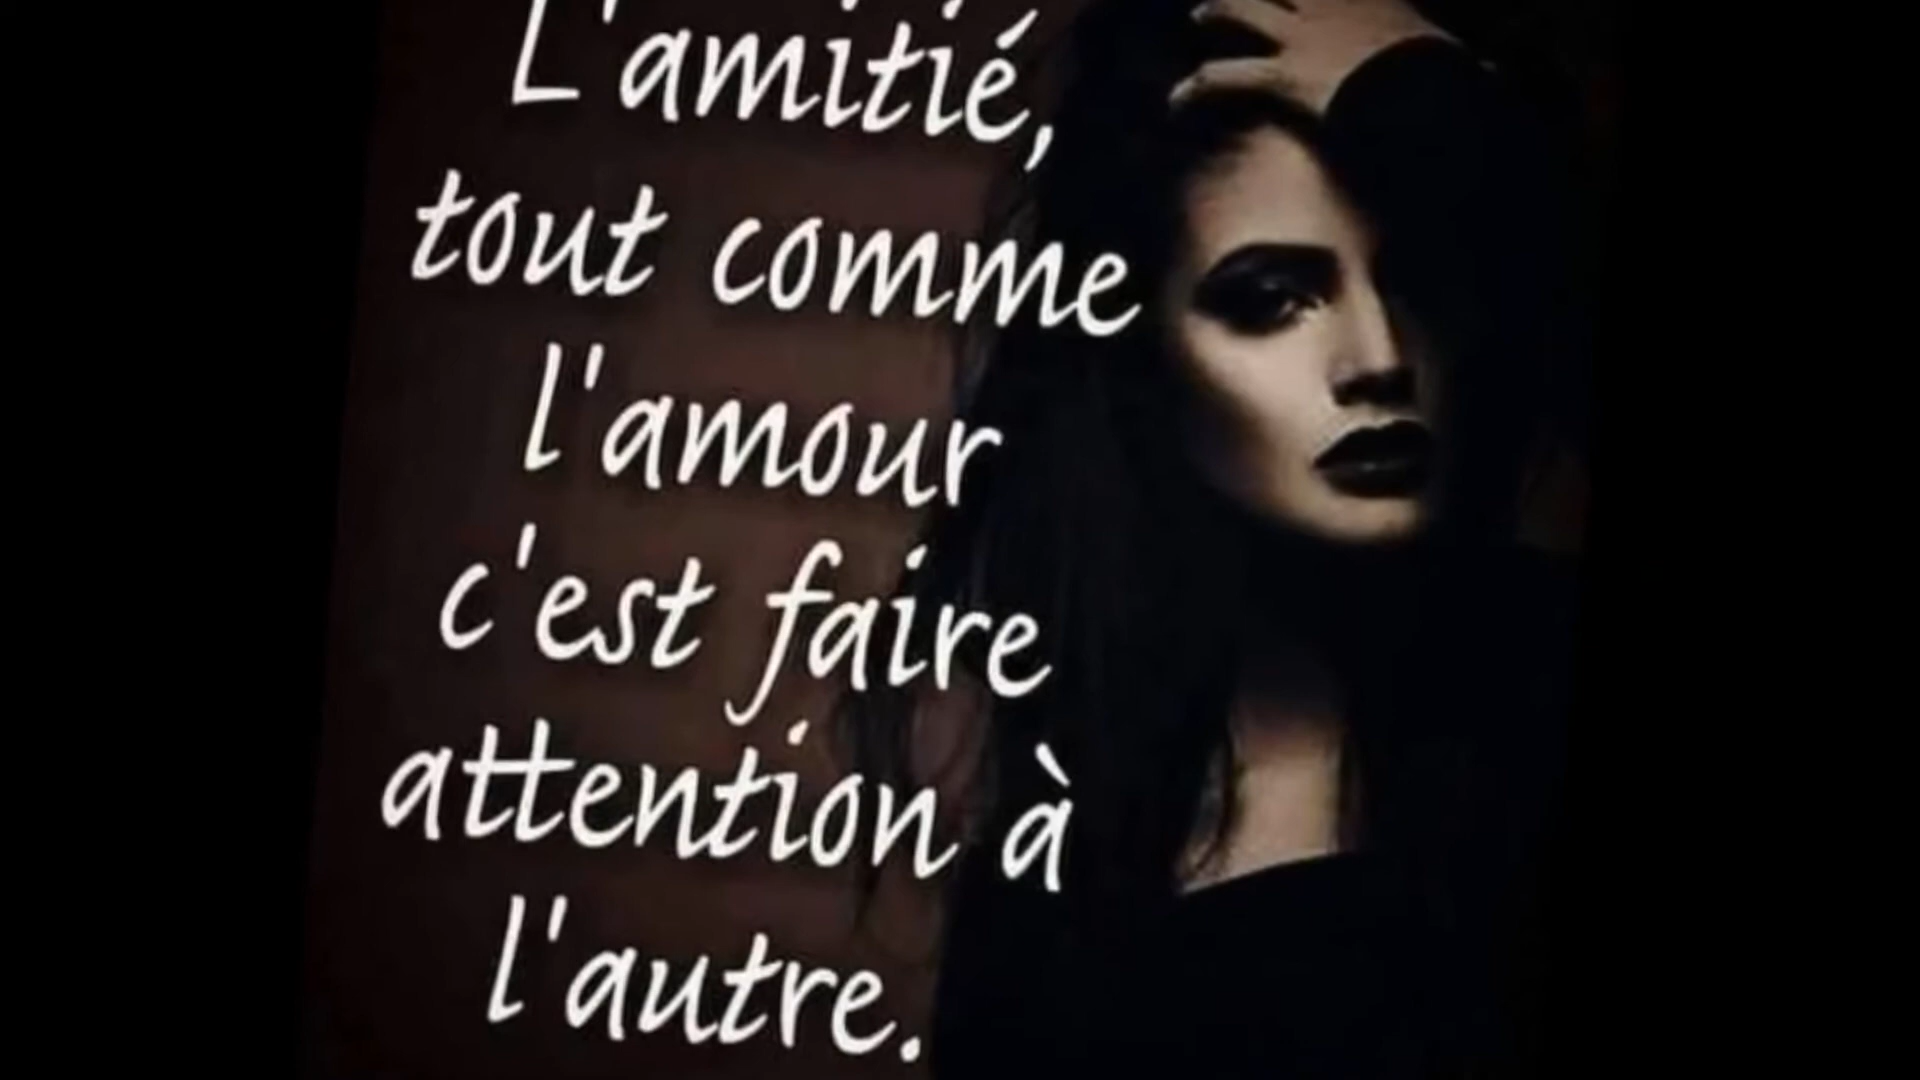 L'amitié,
tout comme
l'amour
c'est faire
attention à
l'autre.